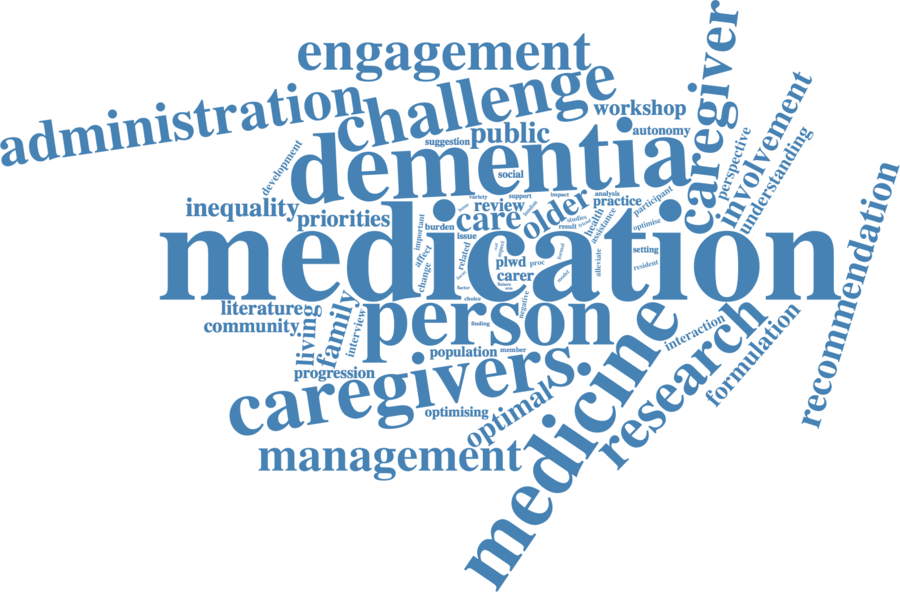 engagement
challenge
administration
caregiver
workshop
involvement
public
autonomy
suggestion
dementia
perspective
understanding
development
social
support
variety
impact
analysis
practice
participant
recommendation
inequality
priorities
review
older
care
health
assistance
optimise
important
burden
issue
studies
result
medication
affect
change
related
plwd
proc
carer
future
formal
model
alleviate
setting
resident
factor
choice
negative
literature
community
living
family
interview
person
finding
medicine
research
interaction
formulation
progression
population
member
caregivers.
optimising
optimal
management